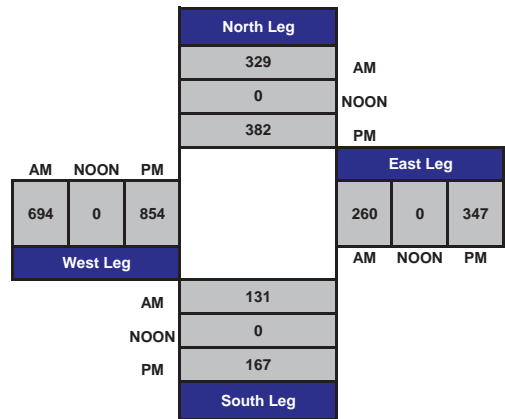 North Leg
329 AM
0 NOON
382 PM
AM NOON PM
East Leg
694 0 854
260 0 347
West Leg
AM NOON PM
AM 131
NOON 0
PM 167
South Leg